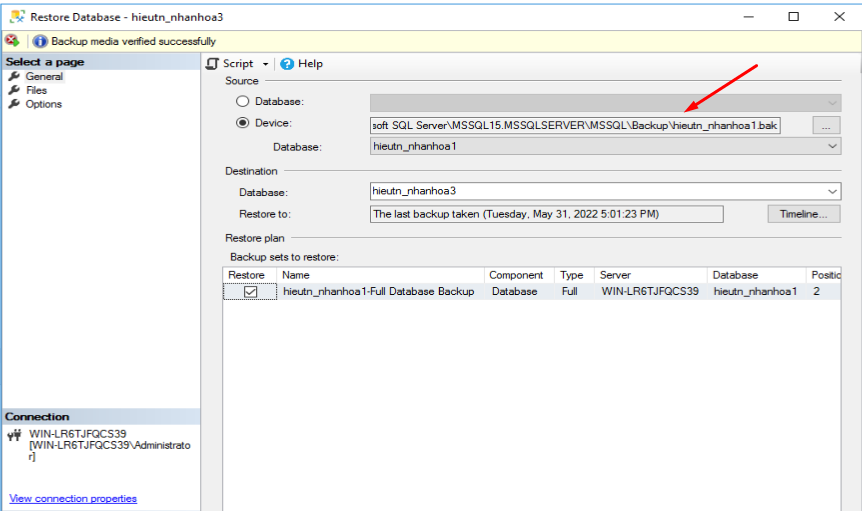 Restore Database - hieutn_nhanhoa3
Backup media verified successfully
Select a page
General
Files
Options
Script
Help
Source
Database:
Device:
soft SQL Server\MSSQL15.MSSQLSERVER\MSSQL\Backup\hieutn_nhanhoa1.bak
...
Database:
hieutn_nhanhoa1
Destination
Database:
hieutn_nhanhoa3
Restore to:
The last backup taken (Tuesday, May 31, 2022 5:01:23 PM)
Timeline...
Restore plan
Backup sets to restore:
Restore Name Component Type Server Database Positic
hieutn_nhanhoa1-Full Database Backup Database Full WIN-LR6TJFQCS39 hieutn_nhanhoa1 2
Connection
WIN-LR6TJFQCS39
[WIN-LR6TJFQCS39\Administrato
r]
View connection properties